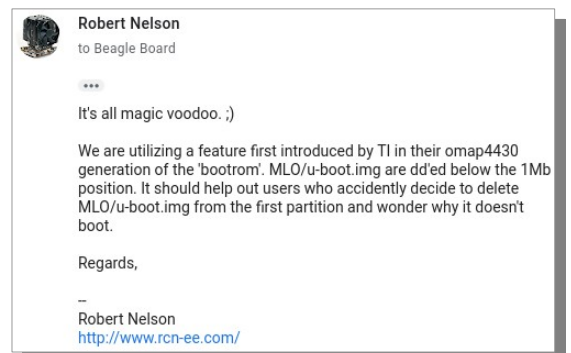 Robert Nelson
to Beagle Board
•••
It's all magic voodoo. ;)
We are utilizing a feature first introduced by TI in their omap4430
generation of the 'bootrom'. MLO/u-boot.img are dd'ed below the 1Mb
position. It should help out users who accidently decide to delete
MLO/u-boot.img from the first partition and wonder why it doesn't
boot.
Regards,
--
Robert Nelson
http://www.rcn-ee.com/